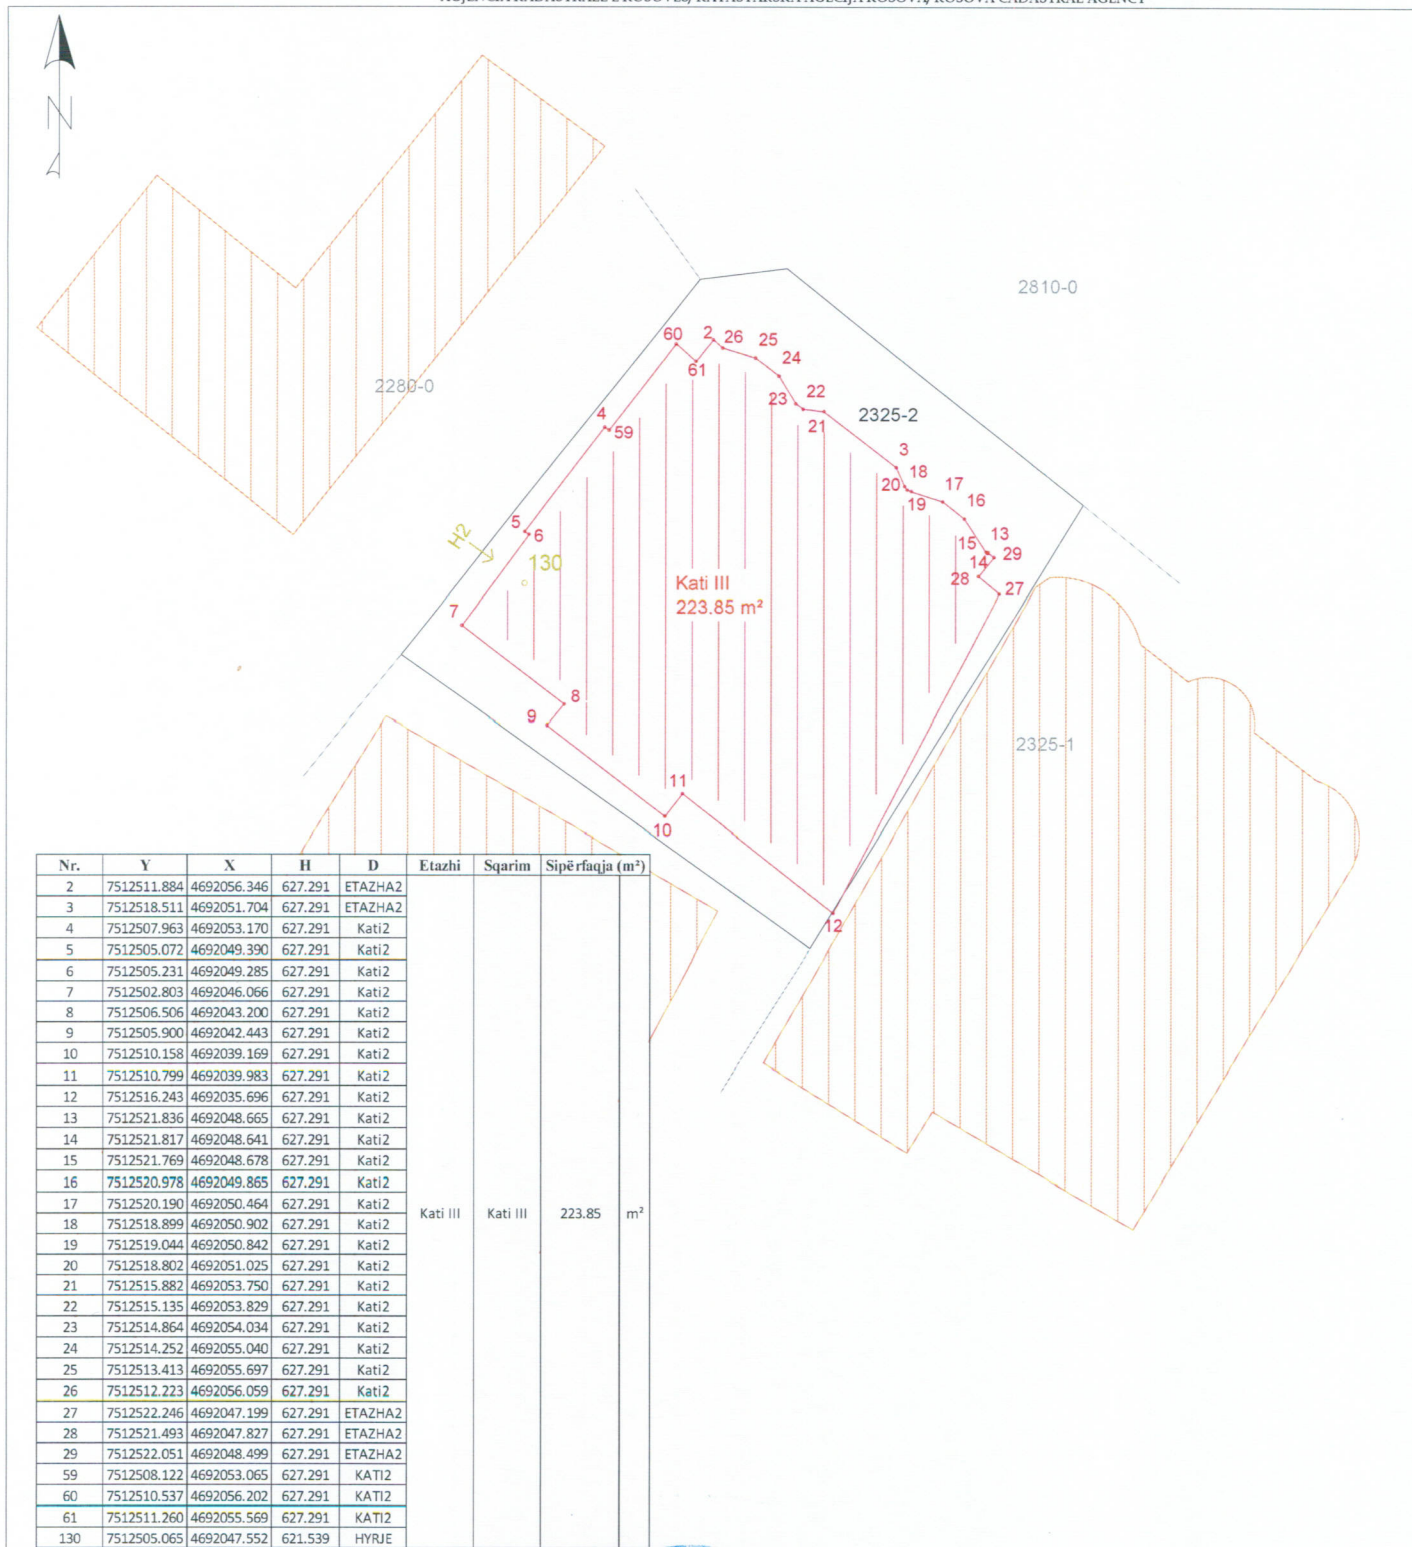 AGJENCIA KADASTRALE E KOSOVËS/ KATASTARSKA AGECIJA KOSOVA/ KOSOVA CADASTRAL AGENCY
N
2810-0
60
2
26
25
24
61
2280-0
22
23
2325-2
21
4
59
3
18
17
20
19
16
5
6
H2
130
13
15
29
14
28
27
Kati III
223.85 m²
7
8
9
2325-1
11
10
12
Nr. Y X H D Etazhi Sqarim Sipërfaqja (m²)
2 7512511.884 4692056.346 627.291 ETAZHA2
3 7512518.511 4692051.704 627.291 ETAZHA2
4 7512507.963 4692053.170 627.291 Kati2
5 7512505.072 4692049.390 627.291 Kati2
6 7512505.231 4692049.285 627.291 Kati2
7 7512502.803 4692046.066 627.291 Kati2
8 7512506.506 4692043.200 627.291 Kati2
9 7512505.900 4692042.443 627.291 Kati2
10 7512510.158 4692039.169 627.291 Kati2
11 7512510.799 4692039.983 627.291 Kati2
12 7512516.243 4692035.696 627.291 Kati2
13 7512521.836 4692048.665 627.291 Kati2
14 7512521.817 4692048.641 627.291 Kati2
15 7512521.769 4692048.678 627.291 Kati2
16 7512520.978 4692049.865 627.291 Kati2
17 7512520.190 4692050.464 627.291 Kati2
Kati III Kati III 223.85 m²
18 7512518.899 4692050.902 627.291 Kati2
19 7512519.044 4692050.842 627.291 Kati2
20 7512518.802 4692051.025 627.291 Kati2
21 7512515.882 4692053.750 627.291 Kati2
22 7512515.135 4692053.829 627.291 Kati2
23 7512514.864 4692054.034 627.291 Kati2
24 7512514.252 4692055.040 627.291 Kati2
25 7512513.413 4692055.697 627.291 Kati2
26 7512512.223 4692056.059 627.291 Kati2
27 7512522.246 4692047.199 627.291 ETAZHA2
28 7512521.493 4692047.827 627.291 ETAZHA2
29 7512522.051 4692048.499 627.291 ETAZHA2
59 7512508.122 4692053.065 627.291 KATI2
60 7512510.537 4692056.202 627.291 KATI2
61 7512511.260 4692055.569 627.291 KATI2
130 7512505.065 4692047.552 621.539 HYRJE